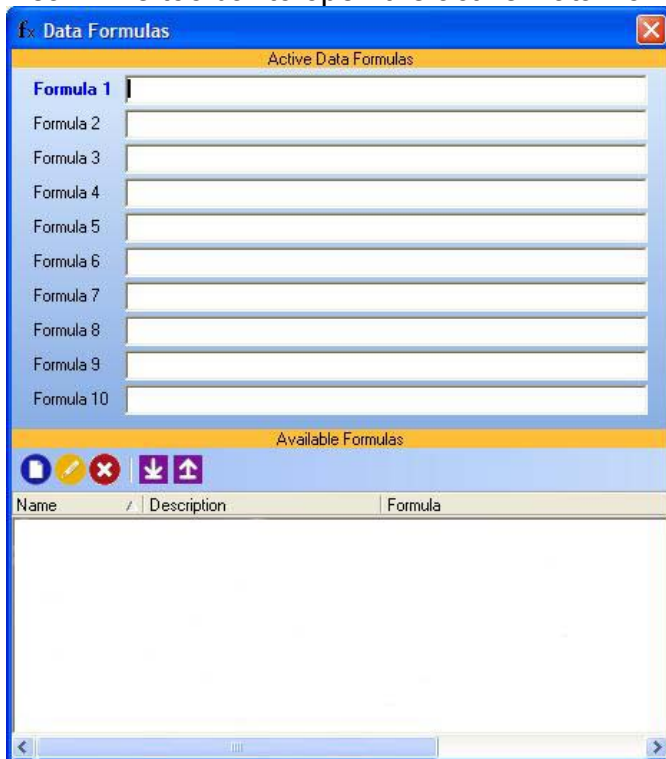 fx Data Formulas
Active Data Formulas
Formula 1
Formula 2
Formula 3
Formula 4
Formula 5
Formula 6
Formula 7
Formula 8
Formula 9
Formula 10
Available Formulas
Name / Description Formula